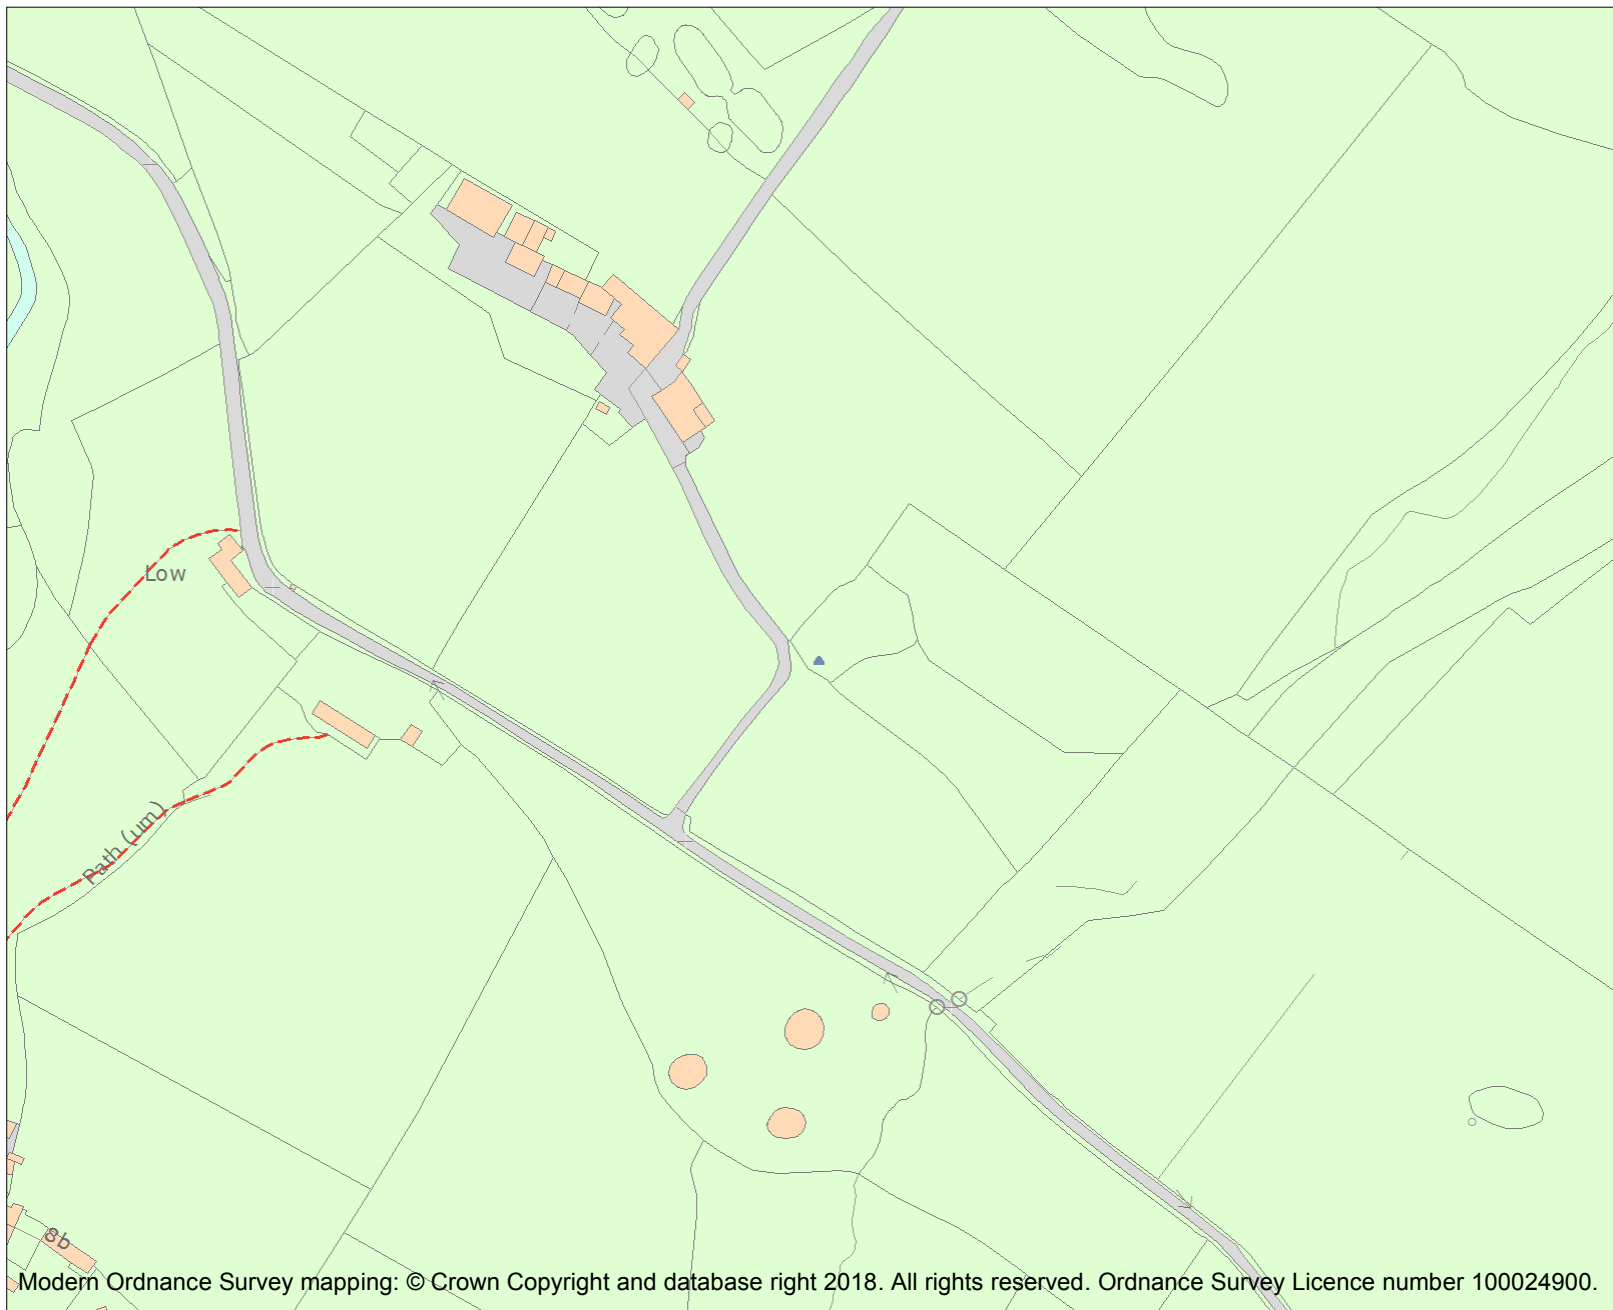 Low
Path (um)
8b
Modern Ordnance Survey mapping: © Crown Copyright and database right 2018. All rights reserved. Ordnance Survey Licence number 100024900.